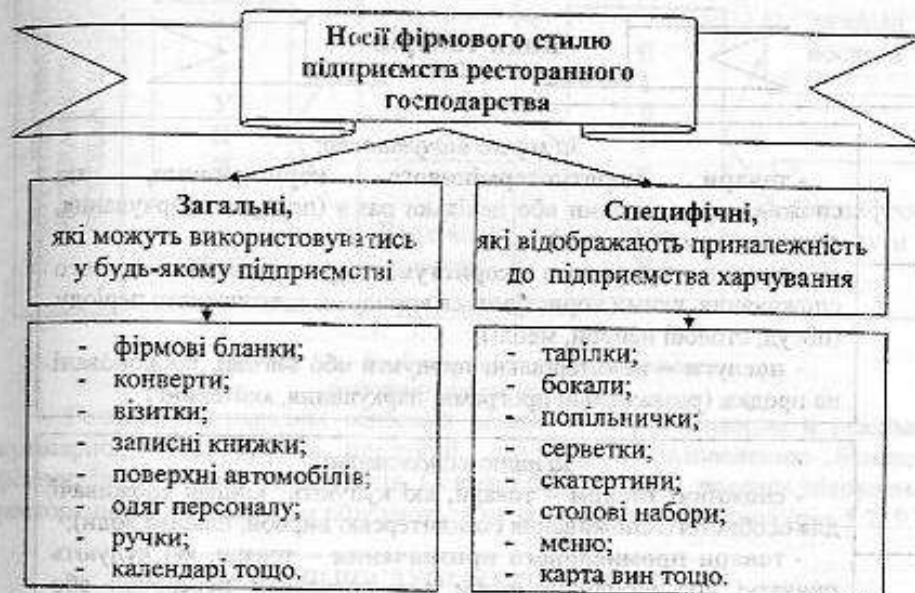 Носії фірмового стилю
підприємств ресторанного
господарства
Загальні,
які можуть використовуватись
у будь-якому підприємстві
Специфічні,
які відображають приналежність
до підприємства харчування
- фірмові бланки;
- конверти;
- візитки;
- записні книжки;
- поверхні автомобілів;
- одяг персоналу;
- ручки;
- календарі тощо.
- тарілки;
- бокали;
- попільнички;
- серветки;
- скатертини;
- столові набори;
- меню;
- карта вин тощо.